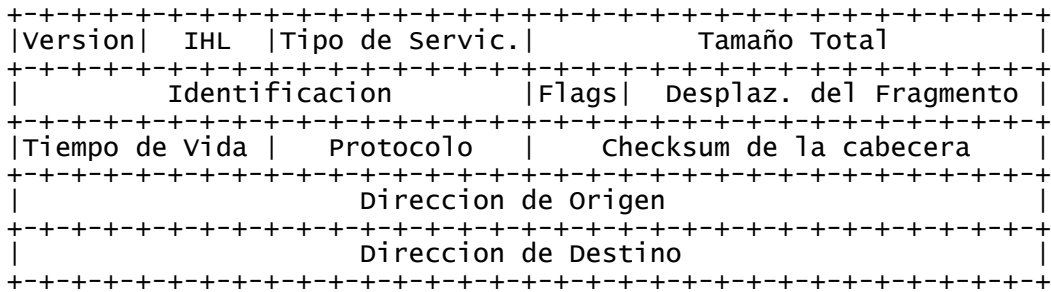 +-+-+-+-+-+-+-+-+-+-+-+-+-+-+-+-+-+-+-+-+-+-+-+-+-+-+-+-+-+-+-+
|Version|  IHL  |Tipo de Servic.|          Tamaño Total         |
+-+-+-+-+-+-+-+-+-+-+-+-+-+-+-+-+-+-+-+-+-+-+-+-+-+-+-+-+-+-+-+
|         Identificacion        |Flags|  Desplaz. del Fragmento |
+-+-+-+-+-+-+-+-+-+-+-+-+-+-+-+-+-+-+-+-+-+-+-+-+-+-+-+-+-+-+-+
|Tiempo de Vida |   Protocolo   |    Checksum de la cabecera    |
+-+-+-+-+-+-+-+-+-+-+-+-+-+-+-+-+-+-+-+-+-+-+-+-+-+-+-+-+-+-+-+
|                    Direccion de Origen                        |
+-+-+-+-+-+-+-+-+-+-+-+-+-+-+-+-+-+-+-+-+-+-+-+-+-+-+-+-+-+-+-+
|                    Direccion de Destino                       |
+-+-+-+-+-+-+-+-+-+-+-+-+-+-+-+-+-+-+-+-+-+-+-+-+-+-+-+-+-+-+-+